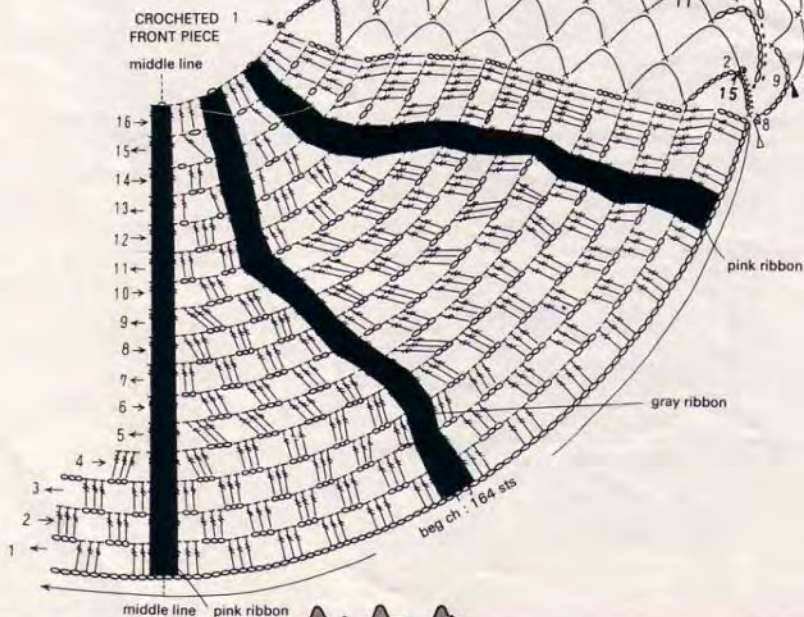 CROCHETED
FRONT PIECE
1
middle line
11
2
15
9
8
16
15
14
13
12
11
10
9
8
7
6
5
4
3
2
1
pink ribbon
gray ribbon
beg ch : 164 sts
middle line
pink ribbon